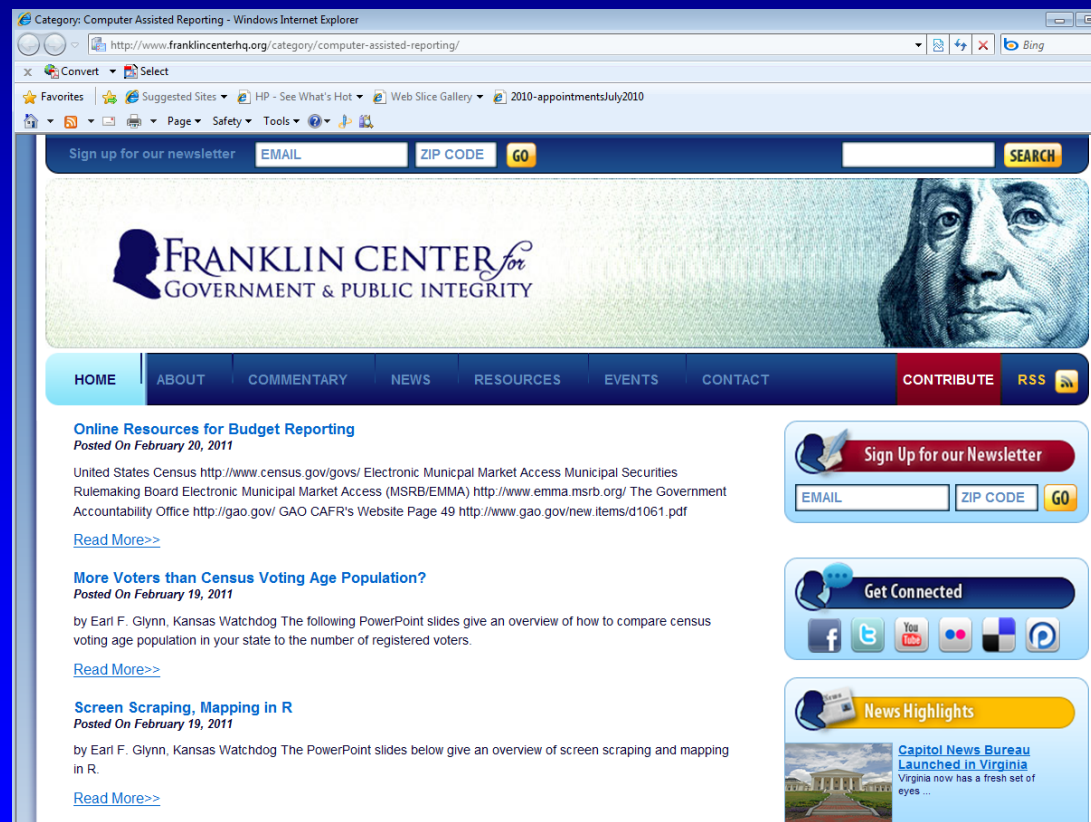 Category: Computer Assisted Reporting - Windows Internet Explorer
http://www.franklincenterhq.org/category/computer-assisted-reporting/
Bing
x Convert Select
Favorites Suggested Sites HP - See What's Hot Web Slice Gallery 2010-appointmentsJuly2010
Page Safety Tools
Sign up for our newsletter EMAIL ZIP CODE GO SEARCH
FRANKLIN CENTER for
GOVERNMENT & PUBLIC INTEGRITY
HOME ABOUT COMMENTARY NEWS RESOURCES EVENTS CONTACT CONTRIBUTE RSS
Online Resources for Budget Reporting
Posted On February 20, 2011
United States Census http://www.census.gov/govs/ Electronic Municpal Market Access Municipal Securities
Rulemaking Board Electronic Municipal Market Access (MSRB/EMMA) http://www.emma.msrb.org/ The Government
Accountability Office http://gao.gov/ GAO CAFR's Website Page 49 http://www.gao.gov/new.items/d1061.pdf
Read More>>
More Voters than Census Voting Age Population?
Posted On February 19, 2011
by Earl F. Glynn, Kansas Watchdog The following PowerPoint slides give an overview of how to compare census
voting age population in your state to the number of registered voters.
Read More>>
Screen Scraping, Mapping in R
Posted On February 19, 2011
by Earl F. Glynn, Kansas Watchdog The PowerPoint slides below give an overview of screen scraping and mapping
in R.
Read More>>
Sign Up for our Newsletter
EMAIL ZIP CODE GO
Get Connected
You
Tube
News
News Highlights
Capitol News Bureau
Launched in Virginia
Virginia now has a fresh set of
eyes ...